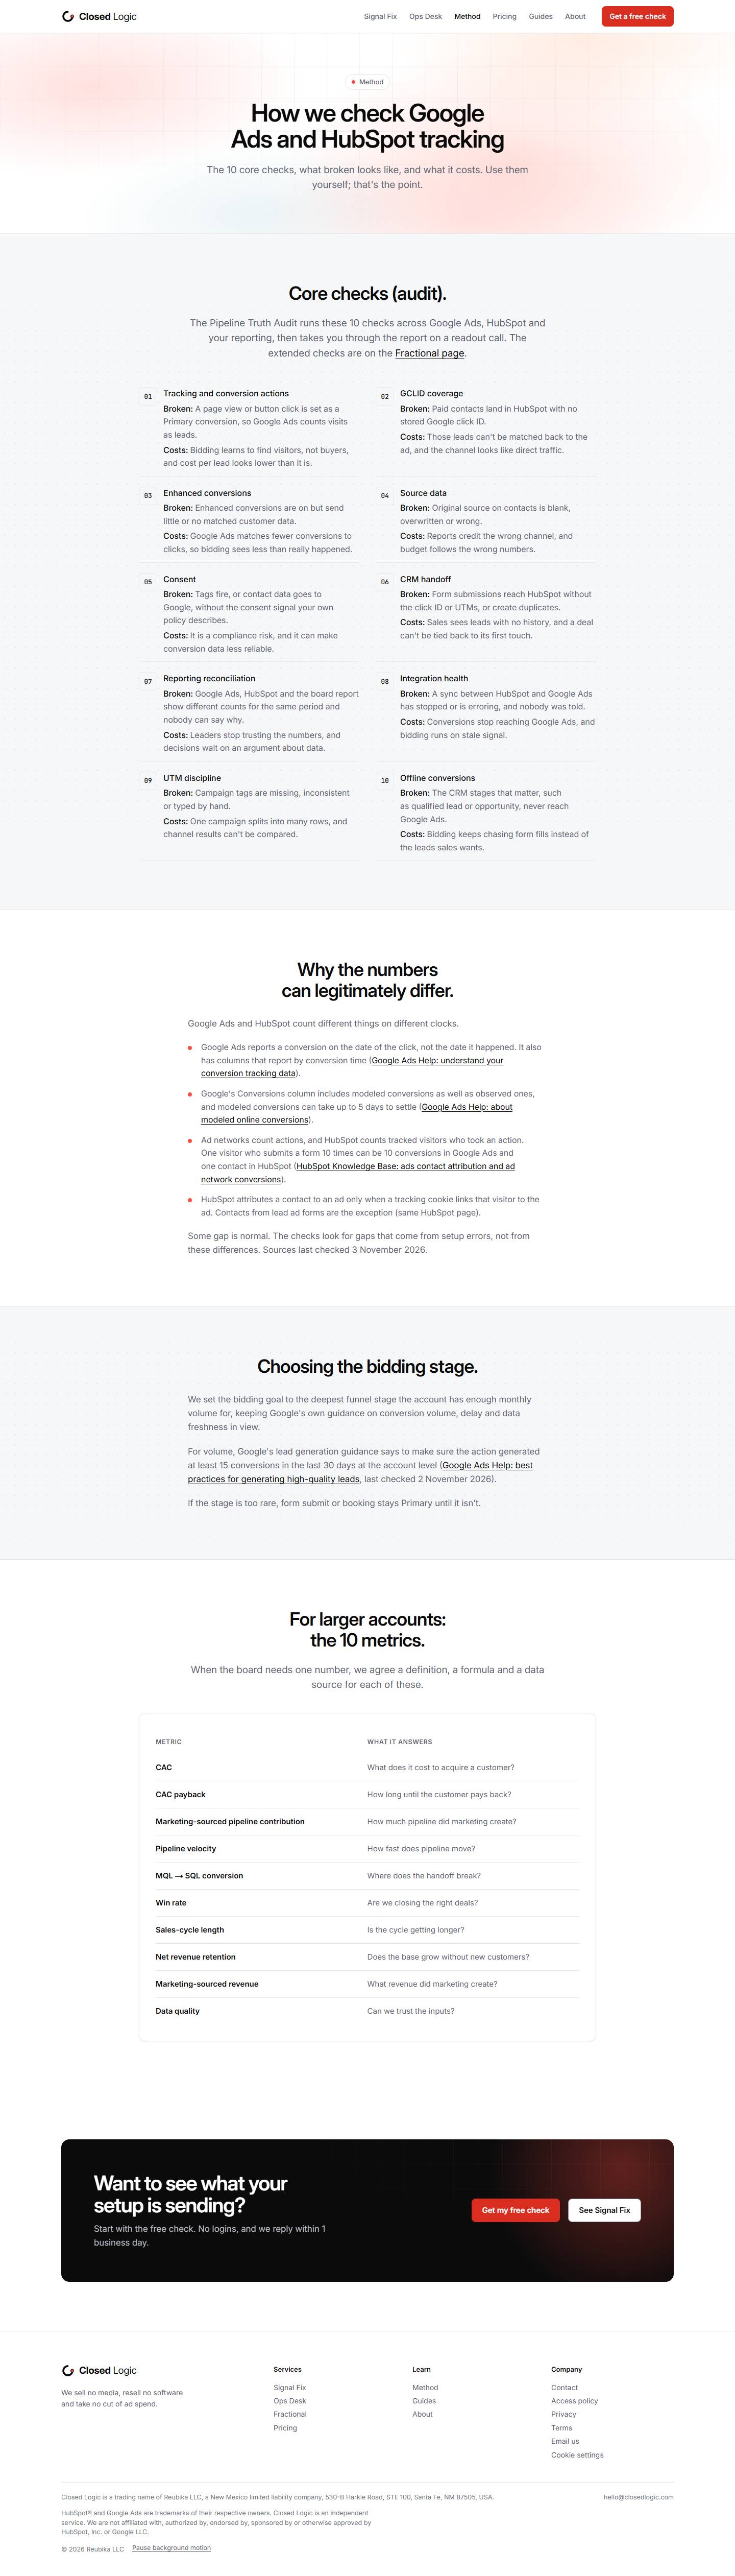 Closed Logic
Signal Fix
Ops Desk
Method
Pricing
Guides
About
Get a free check
Method
How we check Google
Ads and HubSpot tracking
The 10 core checks, what broken looks like, and what it costs. Use them
yourself; that's the point.
Core checks (audit).
The Pipeline Truth Audit runs these 10 checks across Google Ads, HubSpot and
your reporting, then takes you through the report on a readout call. The
extended checks are on the Fractional page.
01
Tracking and conversion actions
Broken: A page view or button click is set as a
Primary conversion, so Google Ads counts visits
as leads.
Costs: Bidding learns to find visitors, not buyers,
and cost per lead looks lower than it is.
02
GCLID coverage
Broken: Paid contacts land in HubSpot with no
stored Google click ID.
Costs: Those leads can't be matched back to the
ad, and the channel looks like direct traffic.
03
Enhanced conversions
Broken: Enhanced conversions are on but send
little or no matched customer data.
Costs: Google Ads matches fewer conversions to
clicks, so bidding sees less than really happened.
04
Source data
Broken: Original source on contacts is blank,
overwritten or wrong.
Costs: Reports credit the wrong channel, and
budget follows the wrong numbers.
05
Consent
Broken: Tags fire, or contact data goes to
Google, without the consent signal your own
policy describes.
Costs: It is a compliance risk, and it can make
conversion data less reliable.
06
CRM handoff
Broken: Form submissions reach HubSpot without
the click ID or UTMs, or create duplicates.
Costs: Sales sees leads with no history, and a deal
can't be tied back to its first touch.
07
Reporting reconciliation
Broken: Google Ads, HubSpot and the board report
show different counts for the same period and
nobody can say why.
Costs: Leaders stop trusting the numbers, and
decisions wait on an argument about data.
08
Integration health
Broken: A sync between HubSpot and Google Ads
has stopped or is erroring, and nobody was told.
Costs: Conversions stop reaching Google Ads, and
bidding runs on stale signal.
09
UTM discipline
Broken: Campaign tags are missing, inconsistent
or typed by hand.
Costs: One campaign splits into many rows, and
channel results can't be compared.
10
Offline conversions
Broken: The CRM stages that matter, such
as qualified lead or opportunity, never reach
Google Ads.
Costs: Bidding keeps chasing form fills instead of
the leads sales wants.
Why the numbers
can legitimately differ.
Google Ads and HubSpot count different things on different clocks.
Google Ads reports a conversion on the date of the click, not the date it happened. It also
has columns that report by conversion time (Google Ads Help: understand your
conversion tracking data).
Google's Conversions column includes modeled conversions as well as observed ones,
and modeled conversions can take up to 5 days to settle (Google Ads Help: about
modeled online conversions).
Ad networks count actions, and HubSpot counts tracked visitors who took an action.
One visitor who submits a form 10 times can be 10 conversions in Google Ads and
one contact in HubSpot (HubSpot Knowledge Base: ads contact attribution and ad
network conversions).
HubSpot attributes a contact to an ad only when a tracking cookie links that visitor to the
ad. Contacts from lead ad forms are the exception (same HubSpot page).
Some gap is normal. The checks look for gaps that come from setup errors, not from
these differences. Sources last checked 3 November 2026.
Choosing the bidding stage.
We set the bidding goal to the deepest funnel stage the account has enough monthly
volume for, keeping Google's own guidance on conversion volume, delay and data
freshness in view.
For volume, Google's lead generation guidance says to make sure the action generated
at least 15 conversions in the last 30 days at the account level (Google Ads Help: best
practices for generating high-quality leads, last checked 2 November 2026).
If the stage is too rare, form submit or booking stays Primary until it isn't.
For larger accounts:
the 10 metrics.
When the board needs one number, we agree a definition, a formula and a data
source for each of these.
METRIC
WHAT IT ANSWERS
CAC
What does it cost to acquire a customer?
CAC payback
How long until the customer pays back?
Marketing-sourced pipeline contribution
How much pipeline did marketing create?
Pipeline velocity
How fast does pipeline move?
MQL → SQL conversion
Where does the handoff break?
Win rate
Are we closing the right deals?
Sales-cycle length
Is the cycle getting longer?
Net revenue retention
Does the base grow without new customers?
Marketing-sourced revenue
What revenue did marketing create?
Data quality
Can we trust the inputs?
Want to see what your
setup is sending?
Start with the free check. No logins, and we reply within 1
business day.
Get my free check
See Signal Fix
Closed Logic
We sell no media, resell no software
and take no cut of ad spend.
Services
Signal Fix
Ops Desk
Fractional
Pricing
Learn
Method
Guides
About
Company
Contact
Access policy
Privacy
Terms
Email us
Cookie settings
Closed Logic is a trading name of Reubika LLC, a New Mexico limited liability company, 530-B Harkle Road, STE 100, Santa Fe, NM 87505, USA.
hello@closedlogic.com
HubSpot® and Google Ads are trademarks of their respective owners. Closed Logic is an independent
service. We are not affiliated with, authorized by, endorsed by, sponsored by or otherwise approved by
HubSpot, Inc. or Google LLC.
© 2026 Reubika LLC
Pause background motion